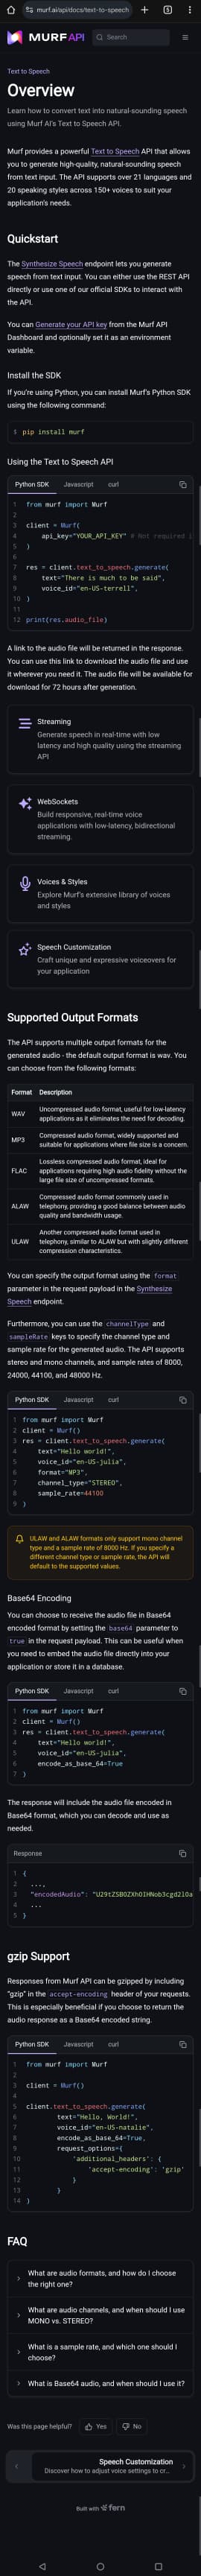 murf.ai/api/docs/text-to-speech
MURF API
Search
Text to Speech
Overview
Learn how to convert text into natural-sounding speech
using Murf AI's Text to Speech API.
Murf provides a powerful Text to Speech API that allows
you to generate high-quality, natural-sounding speech
from text input. The API supports over 21 languages and
20 speaking styles across 150+ voices to suit your
application's needs.
Quickstart
The Synthesize Speech endpoint lets you generate
speech from text input. You can either use the REST API
directly or use one of our official SDKs to interact with
the API.
You can Generate your API key from the Murf API
Dashboard and optionally set it as an environment
variable.
Install the SDK
If you're using Python, you can install Murf's Python SDK
using the following command:
$ pip install murf
Using the Text to Speech API
Python SDK Javascript curl
1 from murf import Murf
2
3 client = Murf(
4 api_key="YOUR_API_KEY" # Not required i
5 )
6
7 res = client.text_to_speech.generate(
8 text="There is much to be said",
9 voice_id="en-US-terrell",
10 )
11
12 print(res.audio_file)
A link to the audio file will be returned in the response.
You can use this link to download the audio file and use
it wherever you need it. The audio file will be available for
download for 72 hours after generation.
Streaming
Generate speech in real-time with low
latency and high quality using the streaming
API
WebSockets
Build responsive, real-time voice
applications with low-latency, bidirectional
streaming.
Voices & Styles
Explore Murf's extensive library of voices
and styles
Speech Customization
Craft unique and expressive voiceovers for
your application
Supported Output Formats
The API supports multiple output formats for the
generated audio - the default output format is wav. You
can choose from the following formats:
Format Description
WAV Uncompressed audio format, useful for low-latency
applications as it eliminates the need for decoding.
MP3 Compressed audio format, widely supported and
suitable for applications where file size is a concern.
FLAC Lossless compressed audio format, ideal for
applications requiring high audio fidelity without the
large file size of uncompressed formats.
ALAW Compressed audio format commonly used in
telephony, providing a good balance between audio
quality and bandwidth usage.
ULAW Another compressed audio format used in
telephony, similar to ALAW but with slightly different
compression characteristics.
You can specify the output format using the format
parameter in the request payload in the Synthesize
Speech endpoint.
Furthermore, you can use the channelType and
sampleRate keys to specify the channel type and
sample rate for the generated audio. The API supports
stereo and mono channels, and sample rates of 8000,
24000, 44100, and 48000 Hz.
Python SDK Javascript curl
1 from murf import Murf
2 client = Murf()
3 res = client.text_to_speech.generate(
4 text="Hello world!",
5 voice_id="en-US-julia",
6 format="MP3",
7 channel_type="STEREO",
8 sample_rate=44100
9 )
ULAW and ALAW formats only support mono channel
type and a sample rate of 8000 Hz. If you specify a
different channel type or sample rate, the API will
default to the supported values.
Base64 Encoding
You can choose to receive the audio file in Base64
encoded format by setting the base64 parameter to
true in the request payload. This can be useful when
you need to embed the audio file directly into your
application or store it in a database.
Python SDK Javascript curl
1 from murf import Murf
2 client = Murf()
3 res = client.text_to_speech.generate(
4 text="Hello world!",
5 voice_id="en-US-julia",
6 encode_as_base_64=True
7 )
The response will include the audio file encoded in
Base64 format, which you can decode and use as
needed.
Response
1 {
2 ...,
3 "encodedAudio": "U29tZSB0ZXh0IHNob3cgd2l0a
4 ...
5 }
gzip Support
Responses from Murf API can be gzipped by including
"gzip" in the accept-encoding header of your requests.
This is especially beneficial if you choose to return the
audio response as a Base64 encoded string.
Python SDK Javascript curl
1 from murf import Murf
2
3 client = Murf()
4
5 client.text_to_speech.generate(
6 text="Hello, World!",
7 voice_id="en-US-natalie",
8 encode_as_base_64=True,
9 request_options={
10 'additional_headers': {
11 'accept-encoding': 'gzip'
12 }
13 }
14 )
FAQ
What are audio formats, and how do I choose
the right one?
What are audio channels, and when should I use
MONO vs. STEREO?
What is a sample rate, and which one should I
choose?
What is Base64 audio, and when should I use it?
Was this page helpful? Yes No
Speech Customization
Discover how to adjust voice settings to cr...
Built with fern